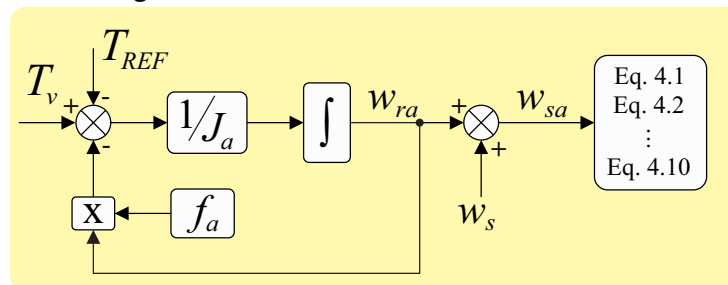 T_REF
T_v
+
-
-
1/J_a
∫
w_ra
+
+
w_sa
w_s
Eq. 4.1
Eq. 4.2
⋮
Eq. 4.10
x
f_a